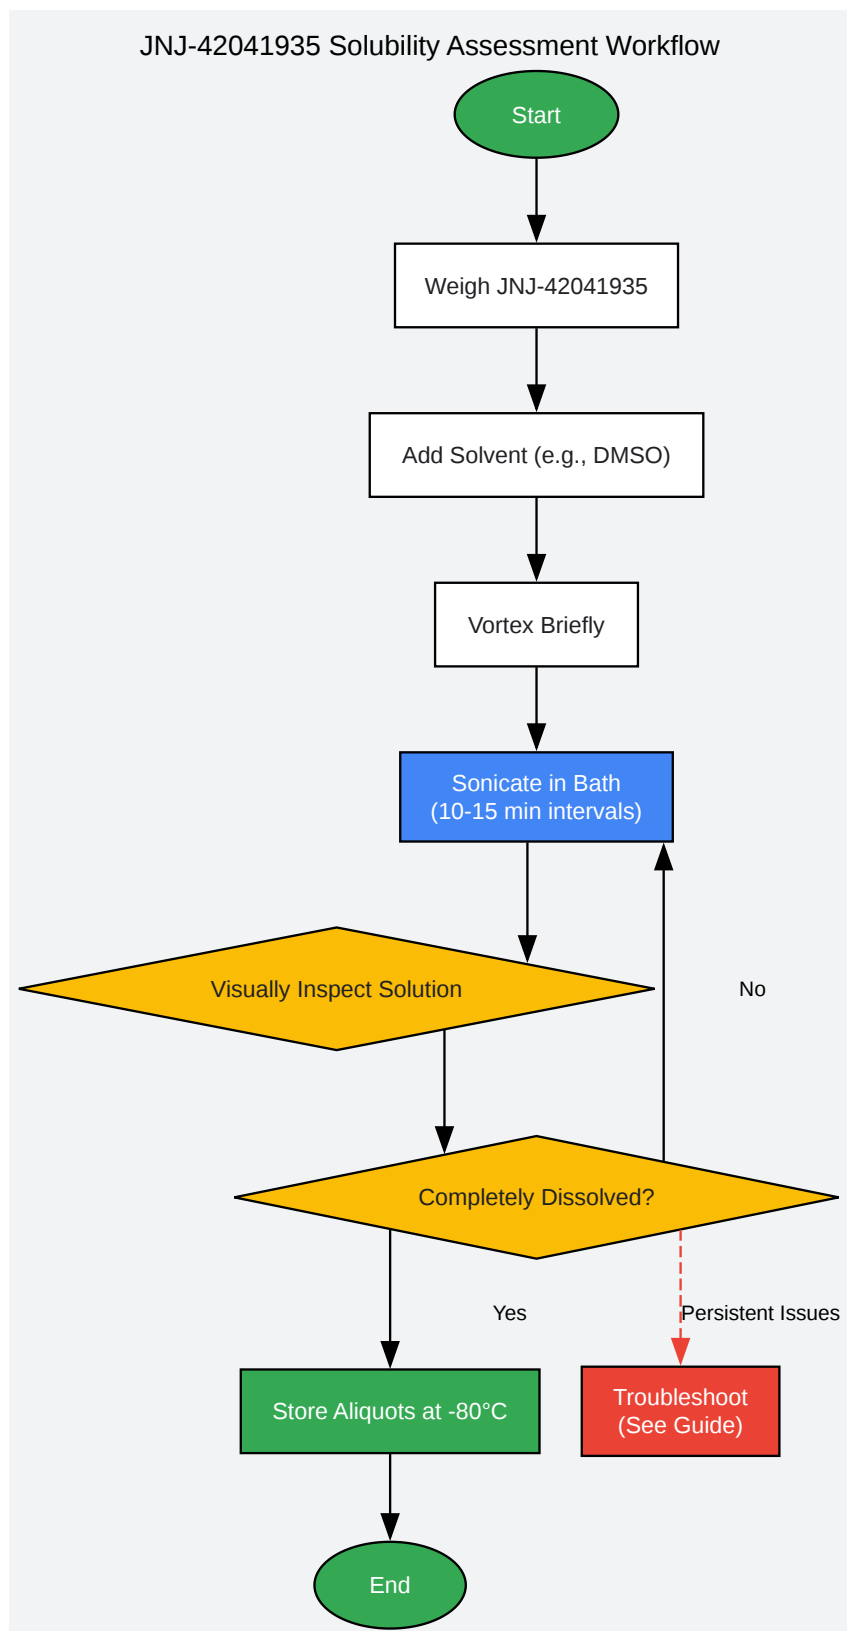 JNJ-42041935 Solubility Assessment Workflow
Start
Weigh JNJ-42041935
Add Solvent (e.g., DMSO)
Vortex Briefly
Sonicate in Bath
(10-15 min intervals)
Visually Inspect Solution
No
Completely Dissolved?
Yes
Persistent Issues
Store Aliquots at -80°C
Troubleshoot
(See Guide)
End